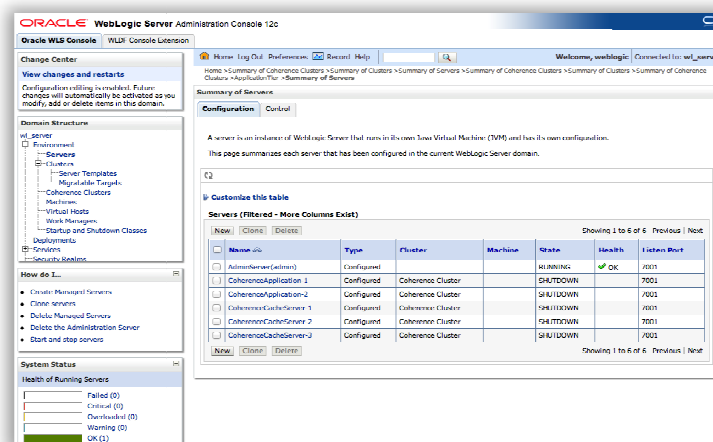 ORACLE WebLogic Server Administration Console 12c
Oracle WLS Console WLDF Console Extension
Change Center
View changes and restarts
Configuration editing is enabled. Future
changes will automatically be activated as you
modify, add or delete items in this domain.
Domain Structure
wl_server
Environment
Servers
Clusters
Server Templates
Migratable Targets
Coherence Clusters
Machines
Virtual Hosts
Work Managers
Startup and Shutdown Classes
Deployments
Services
Security Realms
How do I...
Create Managed Servers
Clone servers
Delete Managed Servers
Delete the Administration Server
Start and stop servers
System Status
Health of Running Servers
Failed (0)
Critical (0)
Overloaded (0)
Warning (0)
OK (1)
Home Log Out Preferences Record Help
Welcome, weblogic Connected to: wl_serv
Home >Summary of Coherence Clusters >Summary of Clusters >Summary of Servers >Summary of Coherence Clusters >Summary of Clusters >Summary of Coherence
Clusters >ApplicationTier >Summary of Servers
Summary of Servers
Configuration Control
A server is an instance of WebLogic Server that runs in its own Java Virtual Machine (JVM) and has its own configuration.
This page summarizes each server that has been configured in the current WebLogic Server domain.
Customize this table
Servers (Filtered - More Columns Exist)
New Clone Delete Showing 1 to 6 of 6 Previous | Next
Name Type Cluster Machine State Health Listen Port
AdminServer(admin) Configured RUNNING OK 7001
CoherenceApplication-1 Configured Coherence Cluster SHUTDOWN 7001
CoherenceApplication-2 Configured Coherence Cluster SHUTDOWN 7001
CoherenceCacheServer-1 Configured Coherence Cluster SHUTDOWN 7001
CoherenceCacheServer-2 Configured Coherence Cluster SHUTDOWN 7001
CoherenceCacheServer-3 Configured Coherence Cluster SHUTDOWN 7001
New Clone Delete Showing 1 to 6 of 6 Previous | Next